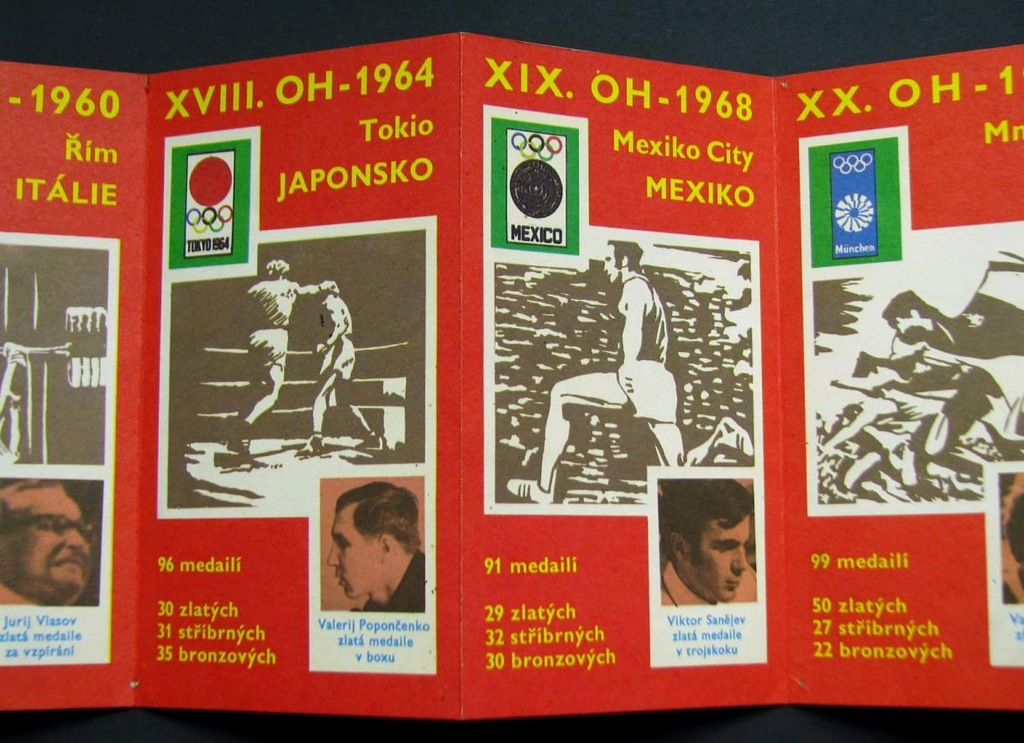 - 1960
Řím
ITÁLIE
Jurij Vlasov
zlatá medaile
za vzpírání
XVIII. OH - 1964
Tokio
JAPONSKO
TOKYO 1964
96 medailí
30 zlatých
31 stříbrných
35 bronzových
Valerij Popončenko
zlatá medaile
v boxu
XIX. OH - 1968
Mexiko City
MEXIKO
MEXICO
91 medailí
29 zlatých
32 stříbrných
30 bronzových
Viktor Sanějev
zlatá medaile
v trojskoku
XX. OH - 1
Mn
München
99 medailí
50 zlatých
27 stříbrných
22 bronzových